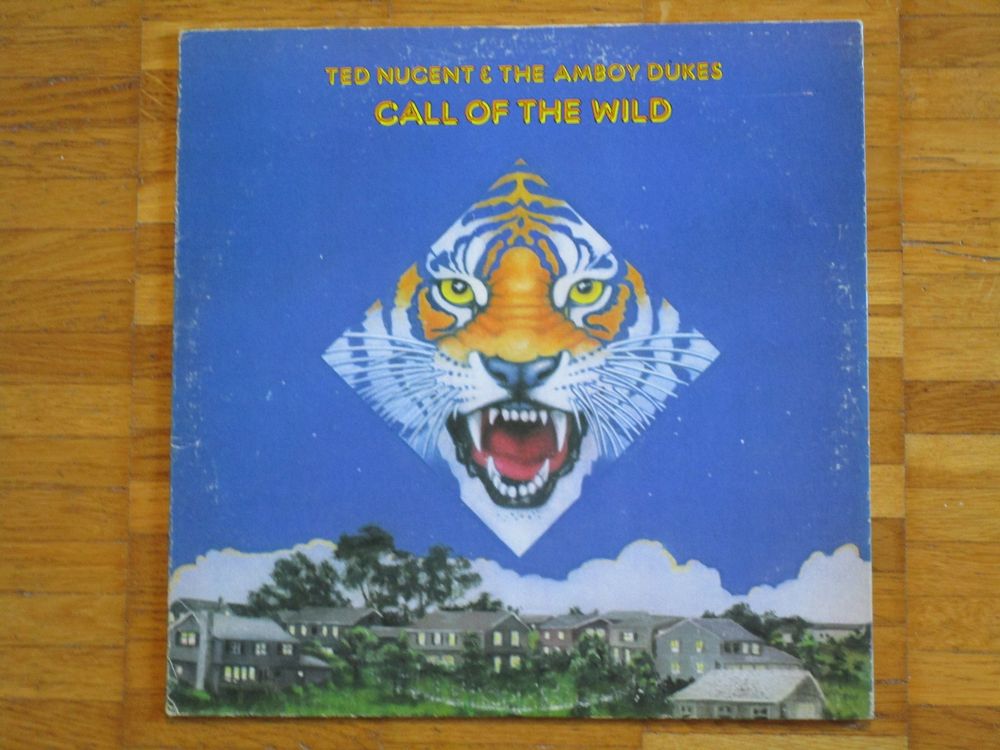 TED NUGENT & THE AMBOY DUKES
CALL OF THE WILD